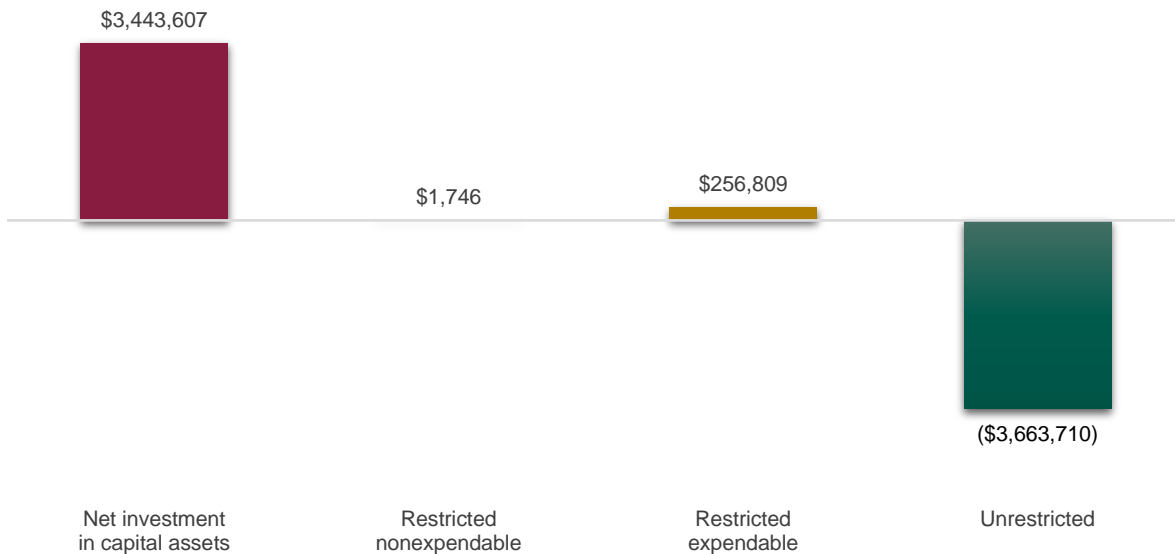 $3,443,607
$1,746
$256,809
($3,663,710)
Net investment
in capital assets
Restricted
nonexpendable
Restricted
expendable
Unrestricted